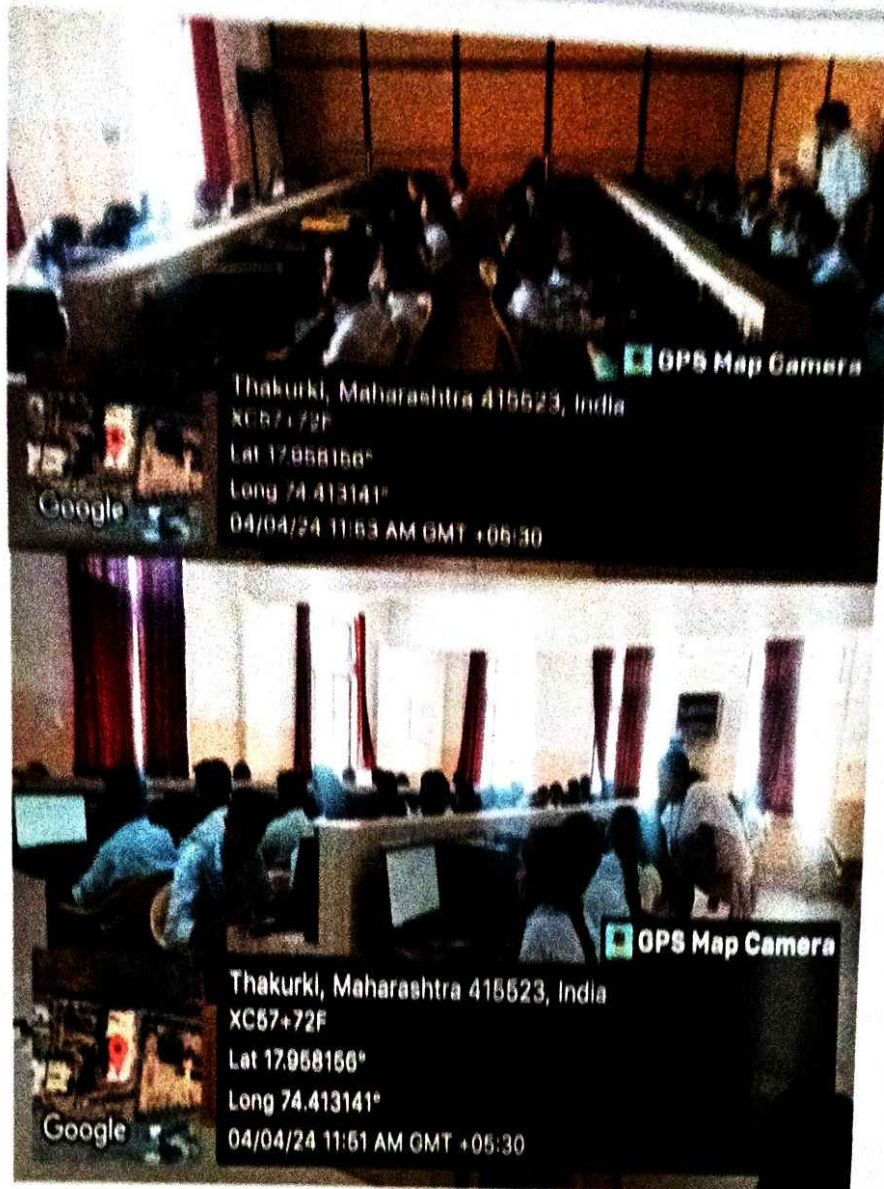 GPS Map Camera
Thakurki, Maharashtra 415523, India
XC57+72F
Lat 17.958156°
Long 74.413141°
04/04/24 11:53 AM GMT +05:30
Google
GPS Map Camera
Thakurki, Maharashtra 415523, India
XC57+72F
Lat 17.958156°
Long 74.413141°
04/04/24 11:51 AM GMT +05:30
Google